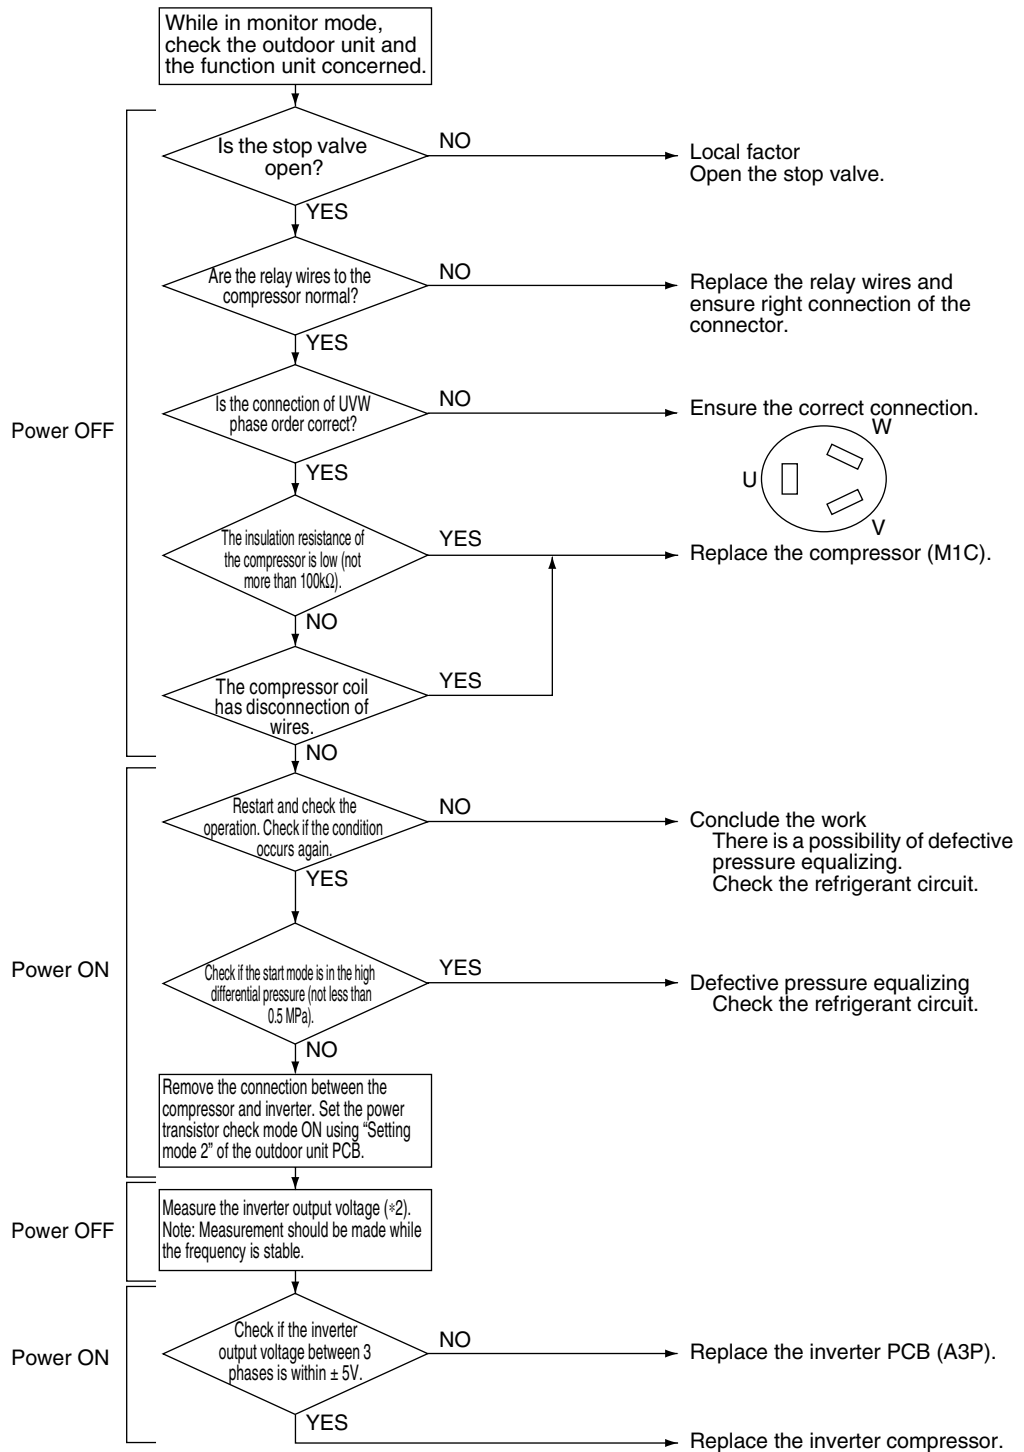 While in monitor mode,
check the outdoor unit and
the function unit concerned.
Is the stop valve
open?
NO
Local factor
Open the stop valve.
YES
Are the relay wires to the
compressor normal?
NO
Replace the relay wires and
ensure right connection of the
connector.
YES
Power OFF
Is the connection of UVW
phase order correct?
NO
Ensure the correct connection.
W
U
V
YES
The insulation resistance of
the compressor is low (not
more than 100kΩ).
YES
Replace the compressor (M1C).
NO
The compressor coil
has disconnection of
wires.
YES
NO
Restart and check the
operation. Check if the condition
occurs again.
NO
Conclude the work
There is a possibility of defective
pressure equalizing.
Check the refrigerant circuit.
YES
Power ON
Check if the start mode is in the high
differential pressure (not less than
0.5 MPa).
YES
Defective pressure equalizing
Check the refrigerant circuit.
NO
Remove the connection between the
compressor and inverter. Set the power
transistor check mode ON using “Setting
mode 2” of the outdoor unit PCB.
Power OFF
Measure the inverter output voltage (*2).
Note: Measurement should be made while
the frequency is stable.
Power ON
Check if the inverter
output voltage between 3
phases is within ± 5V.
NO
Replace the inverter PCB (A3P).
YES
Replace the inverter compressor.